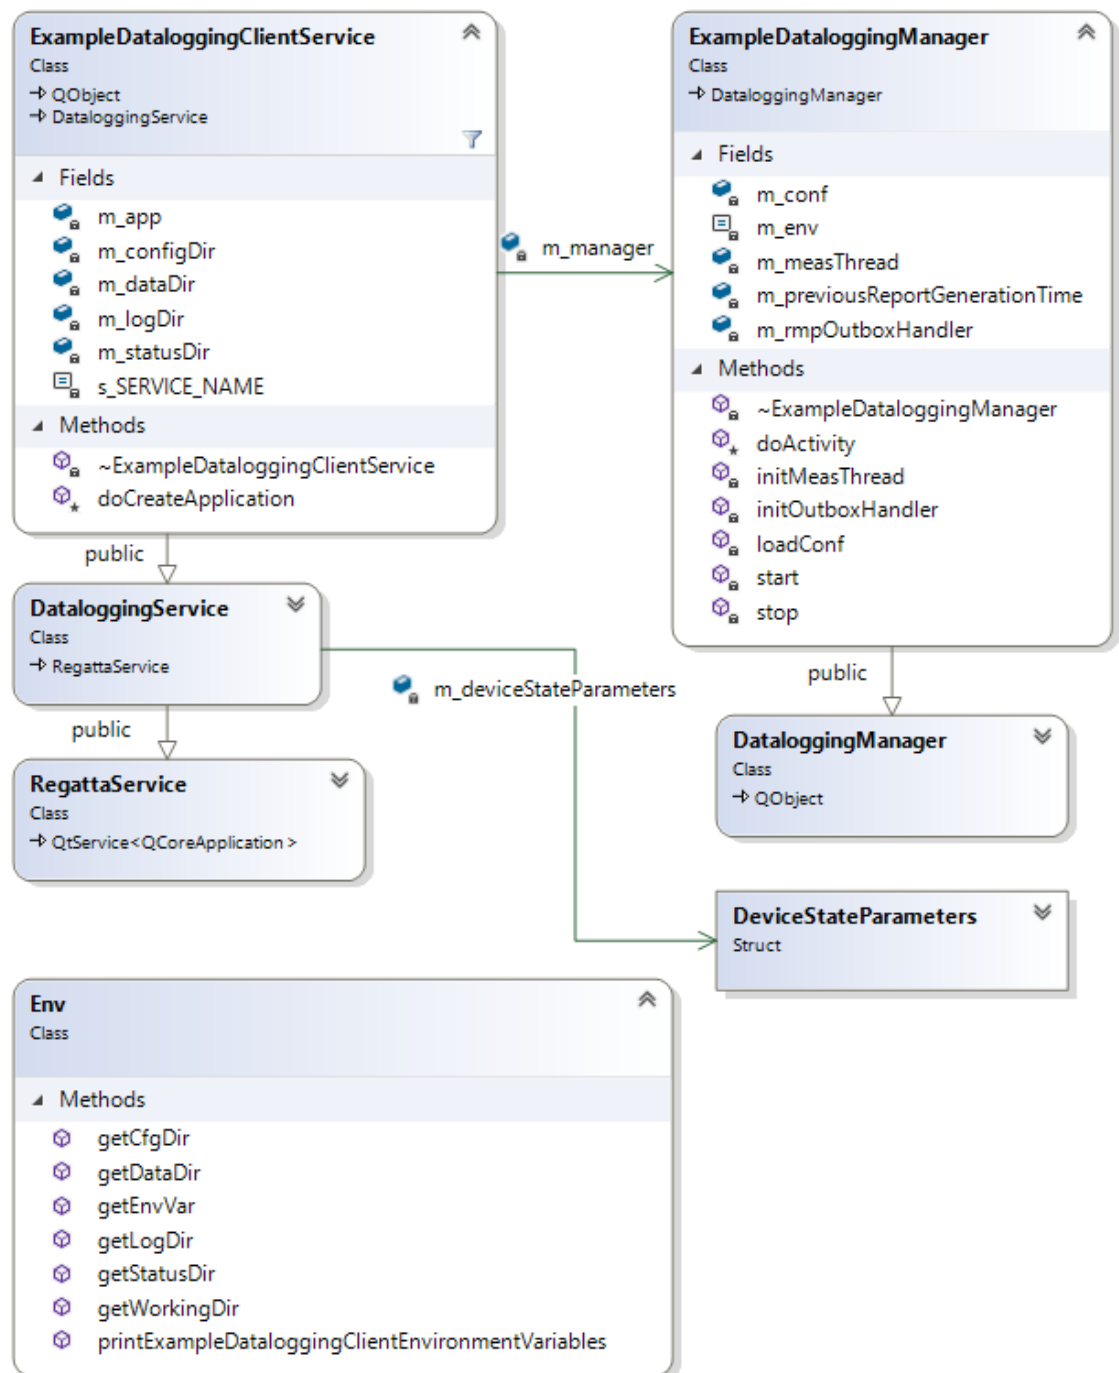 ExampleDataloggingClientService
Class
QObject
DataloggingService
Fields
m_app
m_configDir
m_dataDir
m_logDir
m_statusDir
s_SERVICE_NAME
Methods
~ExampleDataloggingClientService
doCreateApplication
m_manager
ExampleDataloggingManager
Class
DataloggingManager
Fields
m_conf
m_env
m_measThread
m_previousReportGenerationTime
m_rmpOutboxHandler
Methods
~ExampleDataloggingManager
doActivity
initMeasThread
initOutboxHandler
loadConf
start
stop
public
DataloggingService
Class
RegattaService
m_deviceStateParameters
public
public
RegattaService
Class
QtService<QCoreApplication >
DataloggingManager
Class
QObject
DeviceStateParameters
Struct
Env
Class
Methods
getCfgDir
getDataDir
getEnvVar
getLogDir
getStatusDir
getWorkingDir
printExampleDataloggingClientEnvironmentVariables